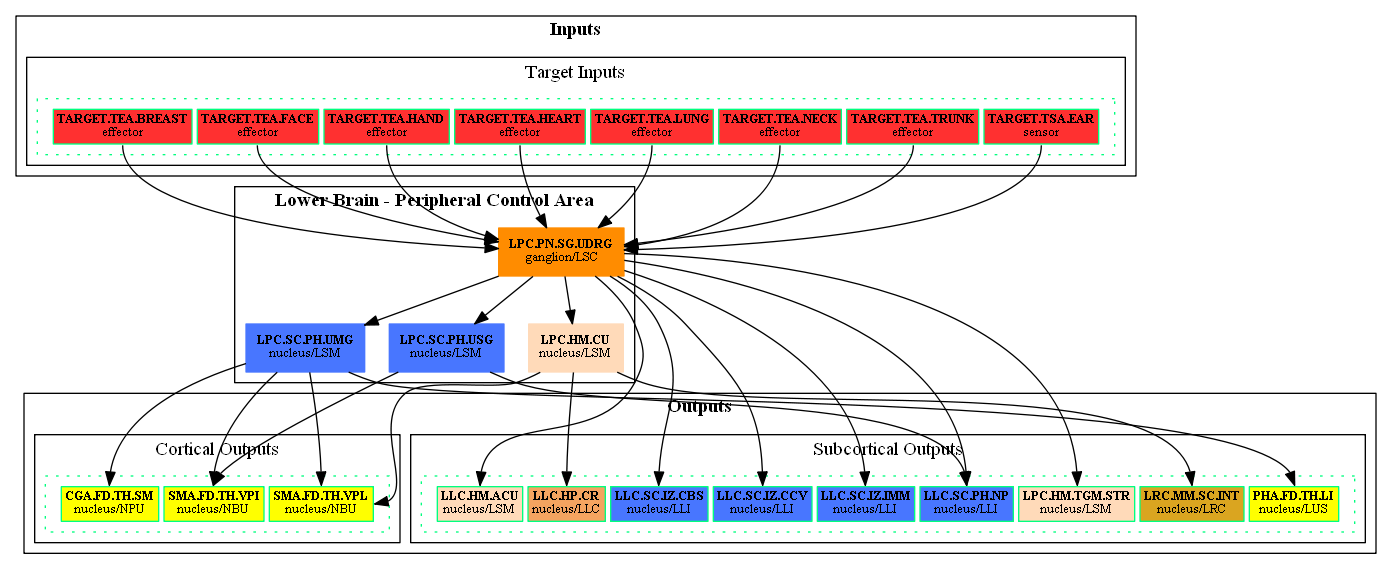 Inputs
Target Inputs
TARGET.TEA.BREAST
effector
TARGET.TEA.FACE
effector
TARGET.TEA.HAND
effector
TARGET.TEA.HEART
effector
TARGET.TEA.LUNG
effector
TARGET.TEA.NECK
effector
TARGET.TEA.TRUNK
effector
TARGET.TSA.EAR
sensor
Lower Brain - Peripheral Control Area
LPC.PN.SG.UDRG
ganglion/LSC
LPC.SC.PH.UMG
nucleus/LSM
LPC.SC.PH.USG
nucleus/LSM
LPC.HM.CU
nucleus/LSM
Outputs
Cortical Outputs
CGA.FD.TH.SM
nucleus/NPU
SMA.FD.TH.VPI
nucleus/NBU
SMA.FD.TH.VPL
nucleus/NBU
Subcortical Outputs
LLC.HM.ACU
nucleus/LSM
LLC.HP.CR
nucleus/LLC
LLC.SC.IZ.CBS
nucleus/LLI
LLC.SC.IZ.CCV
nucleus/LLI
LLC.SC.IZ.IMM
nucleus/LLI
LLC.SC.PH.NP
nucleus/LLI
LPC.HM.TGM.STR
nucleus/LSM
LRC.MM.SC.INT
nucleus/LRC
PHA.FD.TH.LI
nucleus/LUS